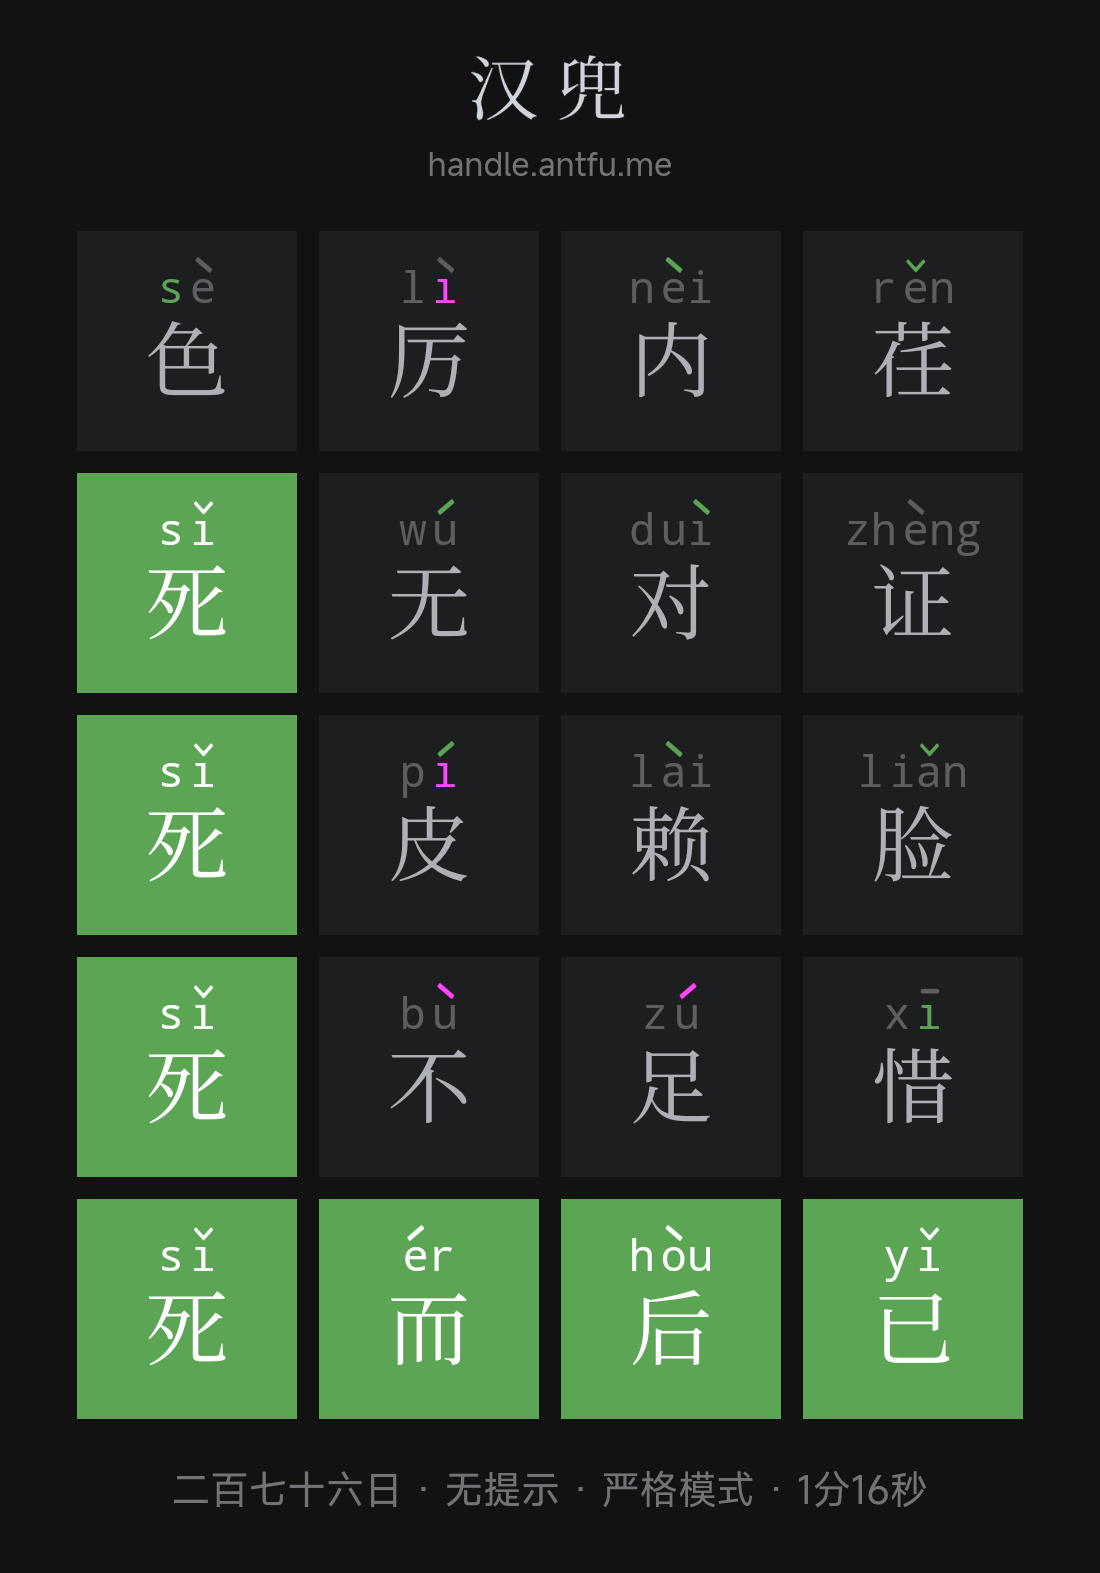 汉兜
handle.antfu.me
sè lì nèi rěn
色 厉 内 荏
sǐ wú duì zhèng
死 无 对 证
sǐ pí lài liǎn
死 皮 赖 脸
sǐ bù zú xī
死 不 足 惜
sǐ ér hòu yǐ
死 而 后 已
二百七十六日 · 无提示 · 严格模式 · 1分16秒